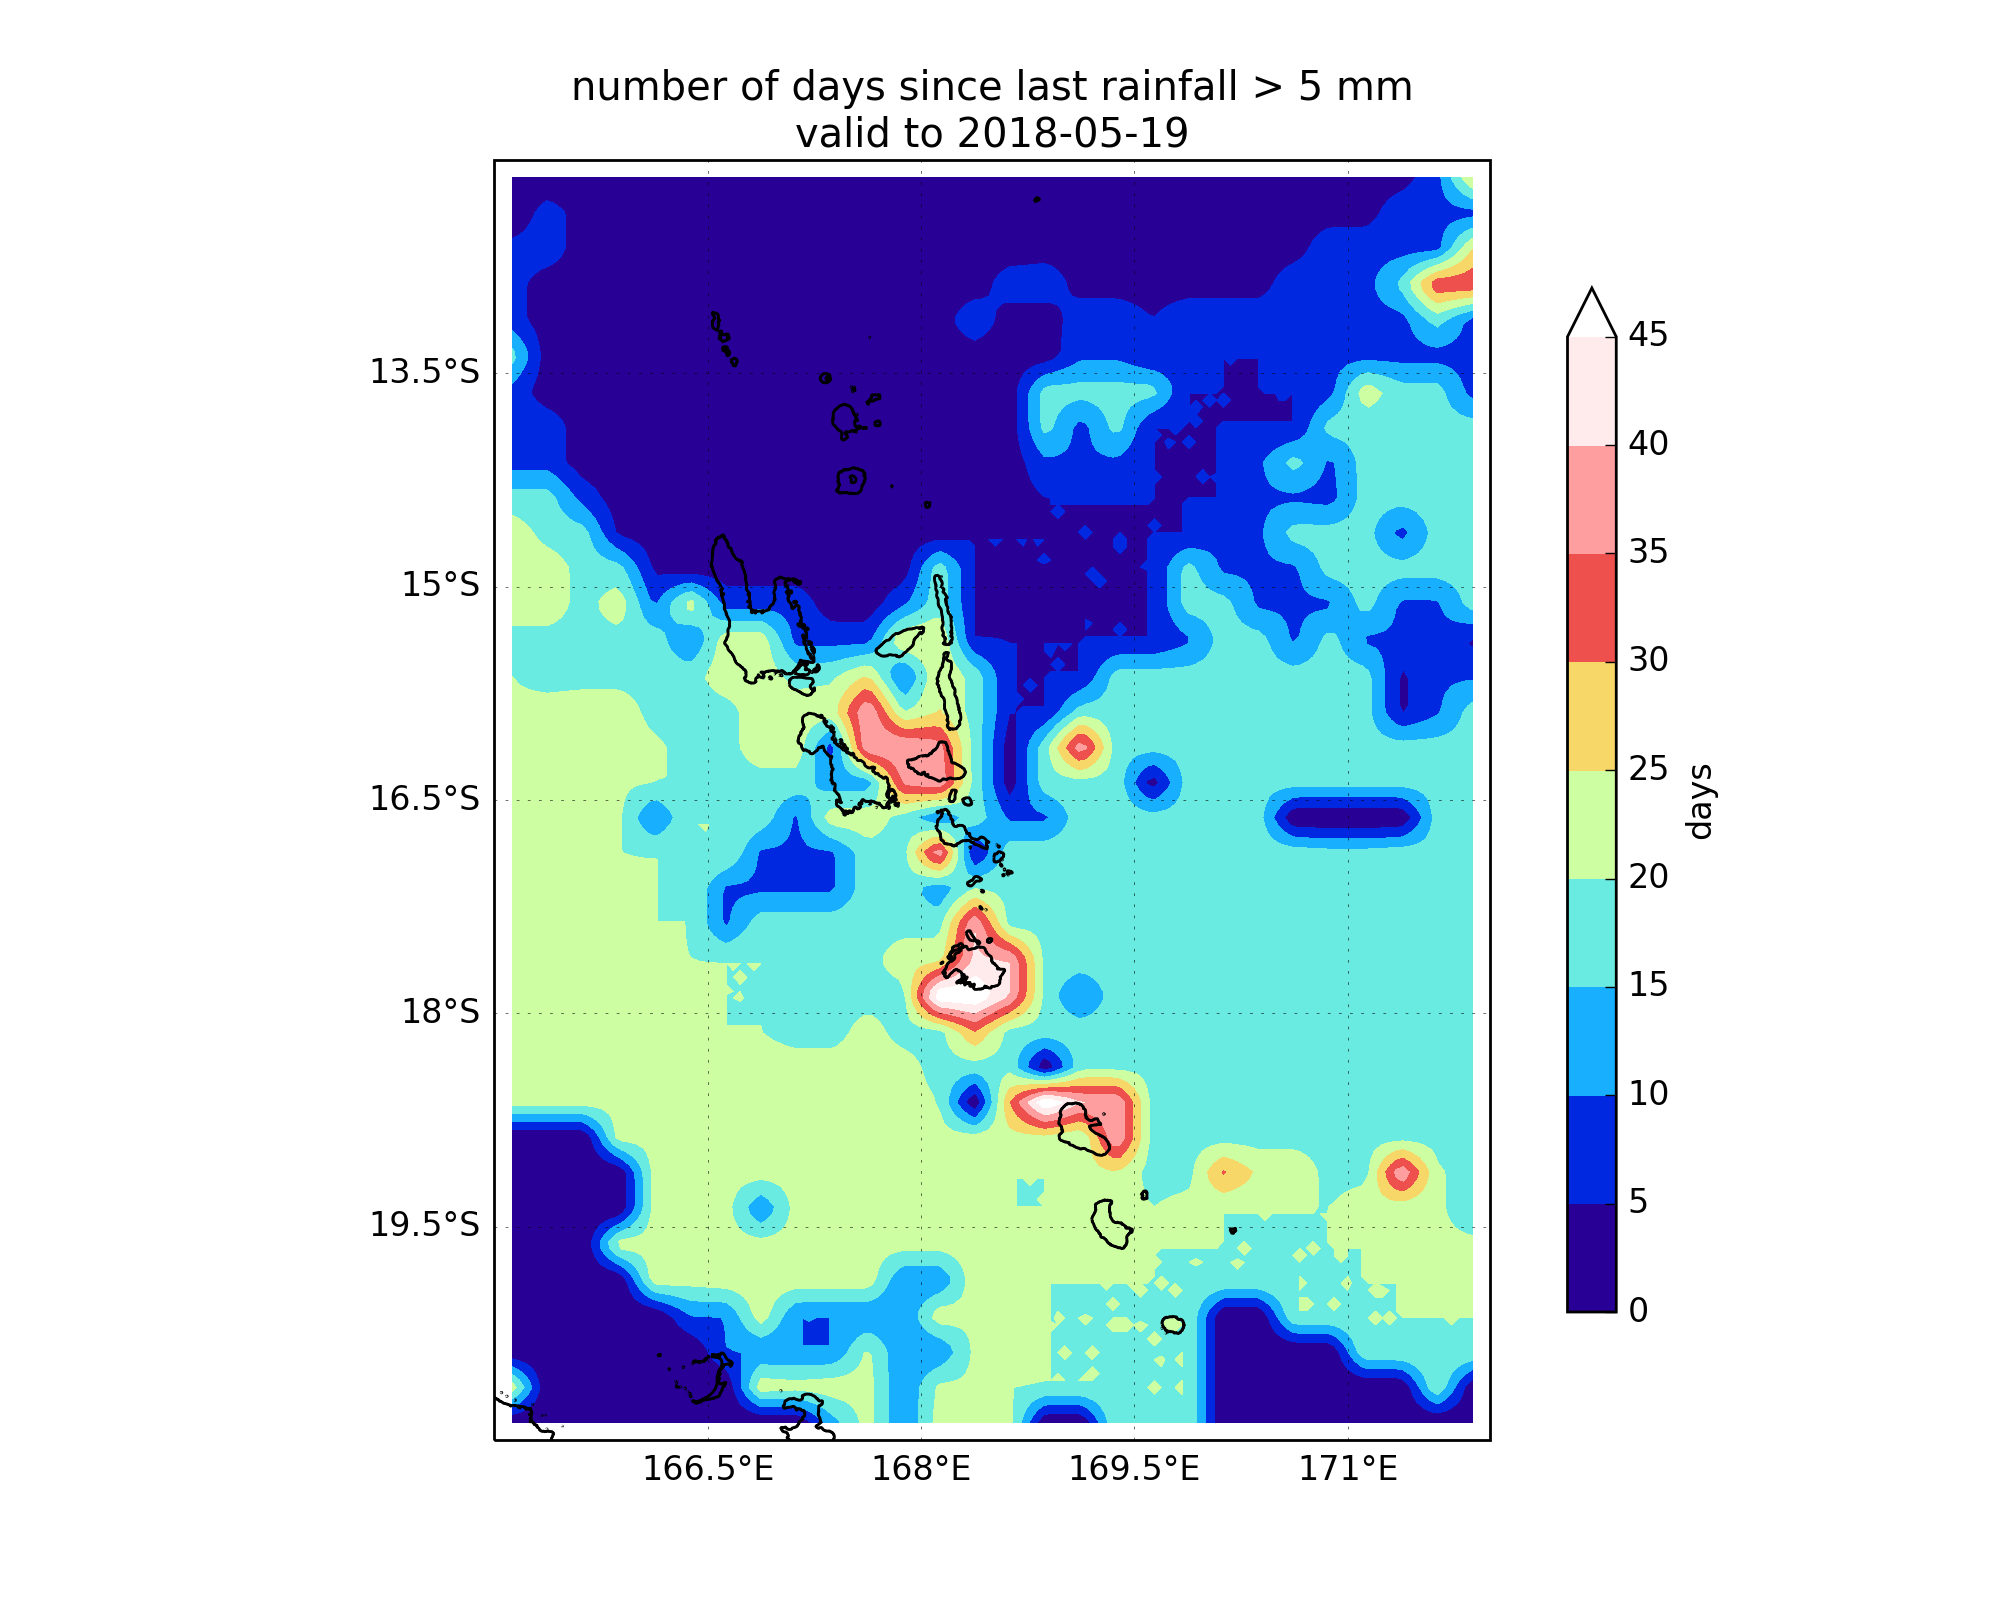 number of days since last rainfall > 5 mm
valid to 2018-05-19
13.5°S
15°S
16.5°S
18°S
19.5°S
166.5°E
168°E
169.5°E
171°E
45
40
35
30
25
20
15
10
5
0
days